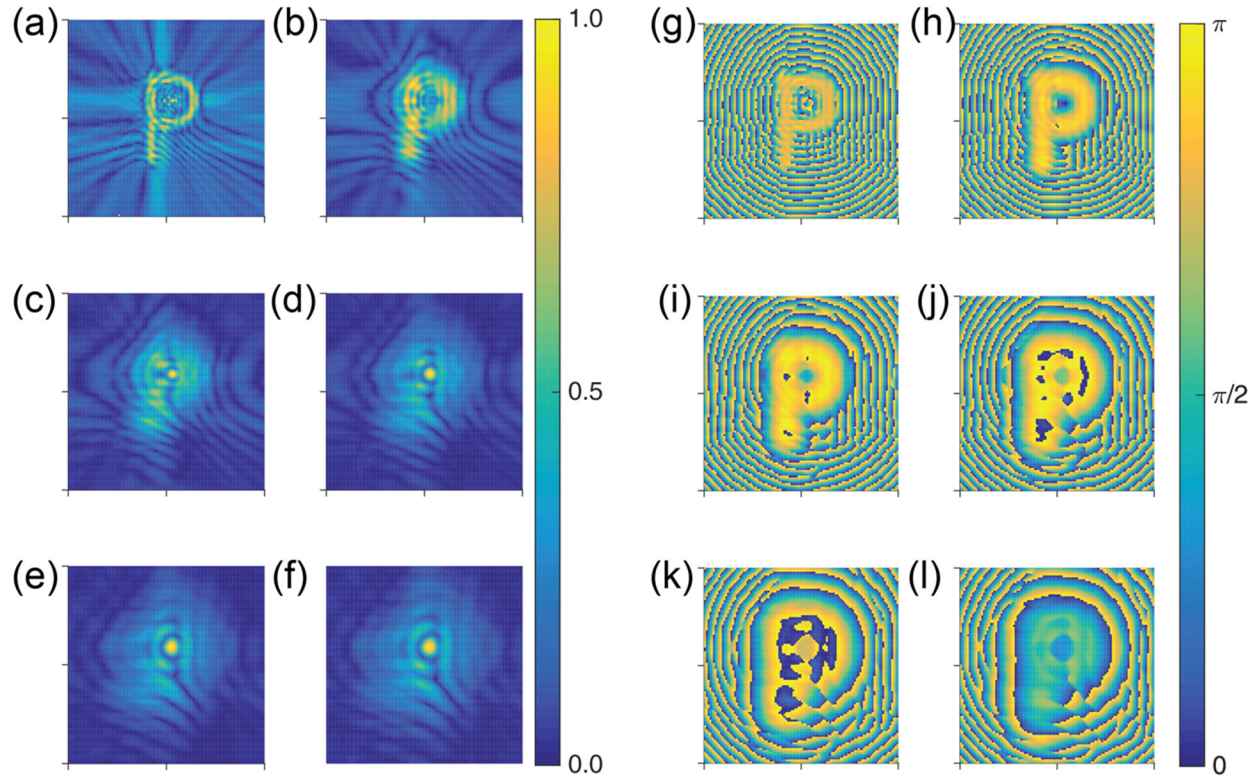 (a) (b) 1.0 (g) (h) π
(c) (d) 0.5 (i) (j) π/2
(e) (f) 0.0 (k) (l) 0